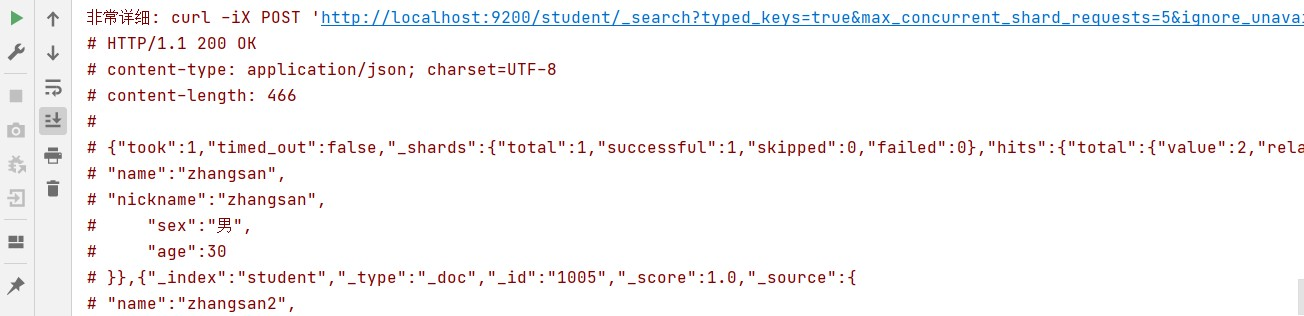 非常详细: curl -iX POST 'http://localhost:9200/student/_search?typed_keys=true&max_concurrent_shard_requests=5&ignore_unavai
# HTTP/1.1 200 OK
# content-type: application/json; charset=UTF-8
# content-length: 466
#
# {"took":1,"timed_out":false,"_shards":{"total":1,"successful":1,"skipped":0,"failed":0},"hits":{"total":{"value":2,"rela
# "name":"zhangsan",
# "nickname":"zhangsan",
#     "sex":"男",
#     "age":30
# }},{"_index":"student","_type":"_doc","_id":"1005","_score":1.0,"_source":{
# "name":"zhangsan2",